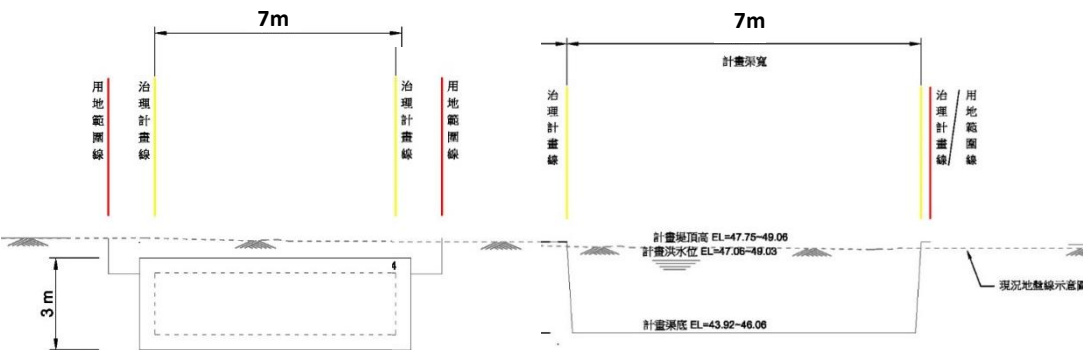 7m
用地範圍線
治理計畫線
治理計畫線
用地範圍線
4
3 m
7m
計畫渠寬
治理計畫線
治理計畫線
用地範圍線
計畫堤頂高 EL=47.75~49.06
計畫洪水位 EL=47.06~49.03
現況地盤線示意圖
計畫渠底 EL=43.92~46.06